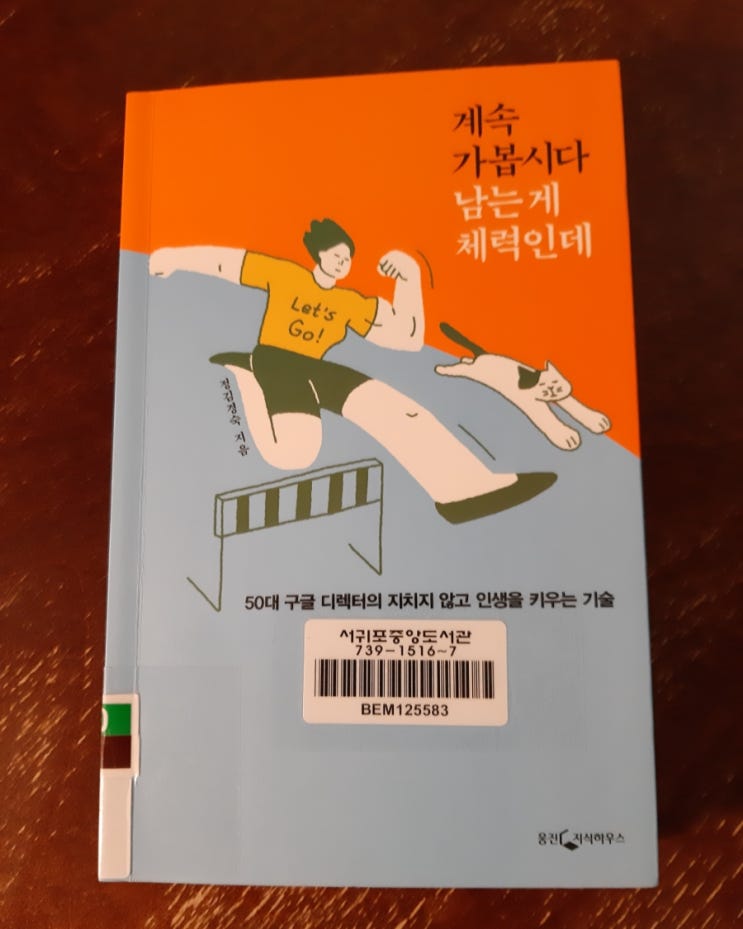 계속
가봅시다
남는 게
체력인데
Let's
Go!
정김경숙 지음
50대 구글 디렉터의 지치지 않고 인생을 키우는 기술
서귀포중앙도서관
739-1516~7
BEM125583
웅진 지식하우스